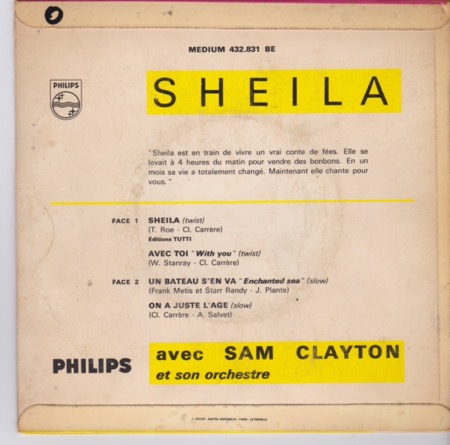 MEDIUM 432.831 BE
PHILIPS
SHEILA
"Sheila est en train de vivre un vrai conte de fées. Elle se
levait à 4 heures du matin pour vendre des bonbons. En un
mois sa vie a totalement changé. Maintenant elle chante pour
vous."
FACE 1 SHEILA (twist)
(T. Roe - Cl. Carrère)
Editions TUTTI
AVEC TOI "With you" (twist)
(W. Stanray - Cl. Carrère)
FACE 2 UN BATEAU S'EN VA "Enchanted sea" (slow)
(Frank Metis et Starr Randy - J. Plante)
ON A JUSTE L'AGE (slow)
(Cl. Carrère - A. Salvet)
PHILIPS avec SAM CLAYTON
et son orchestre